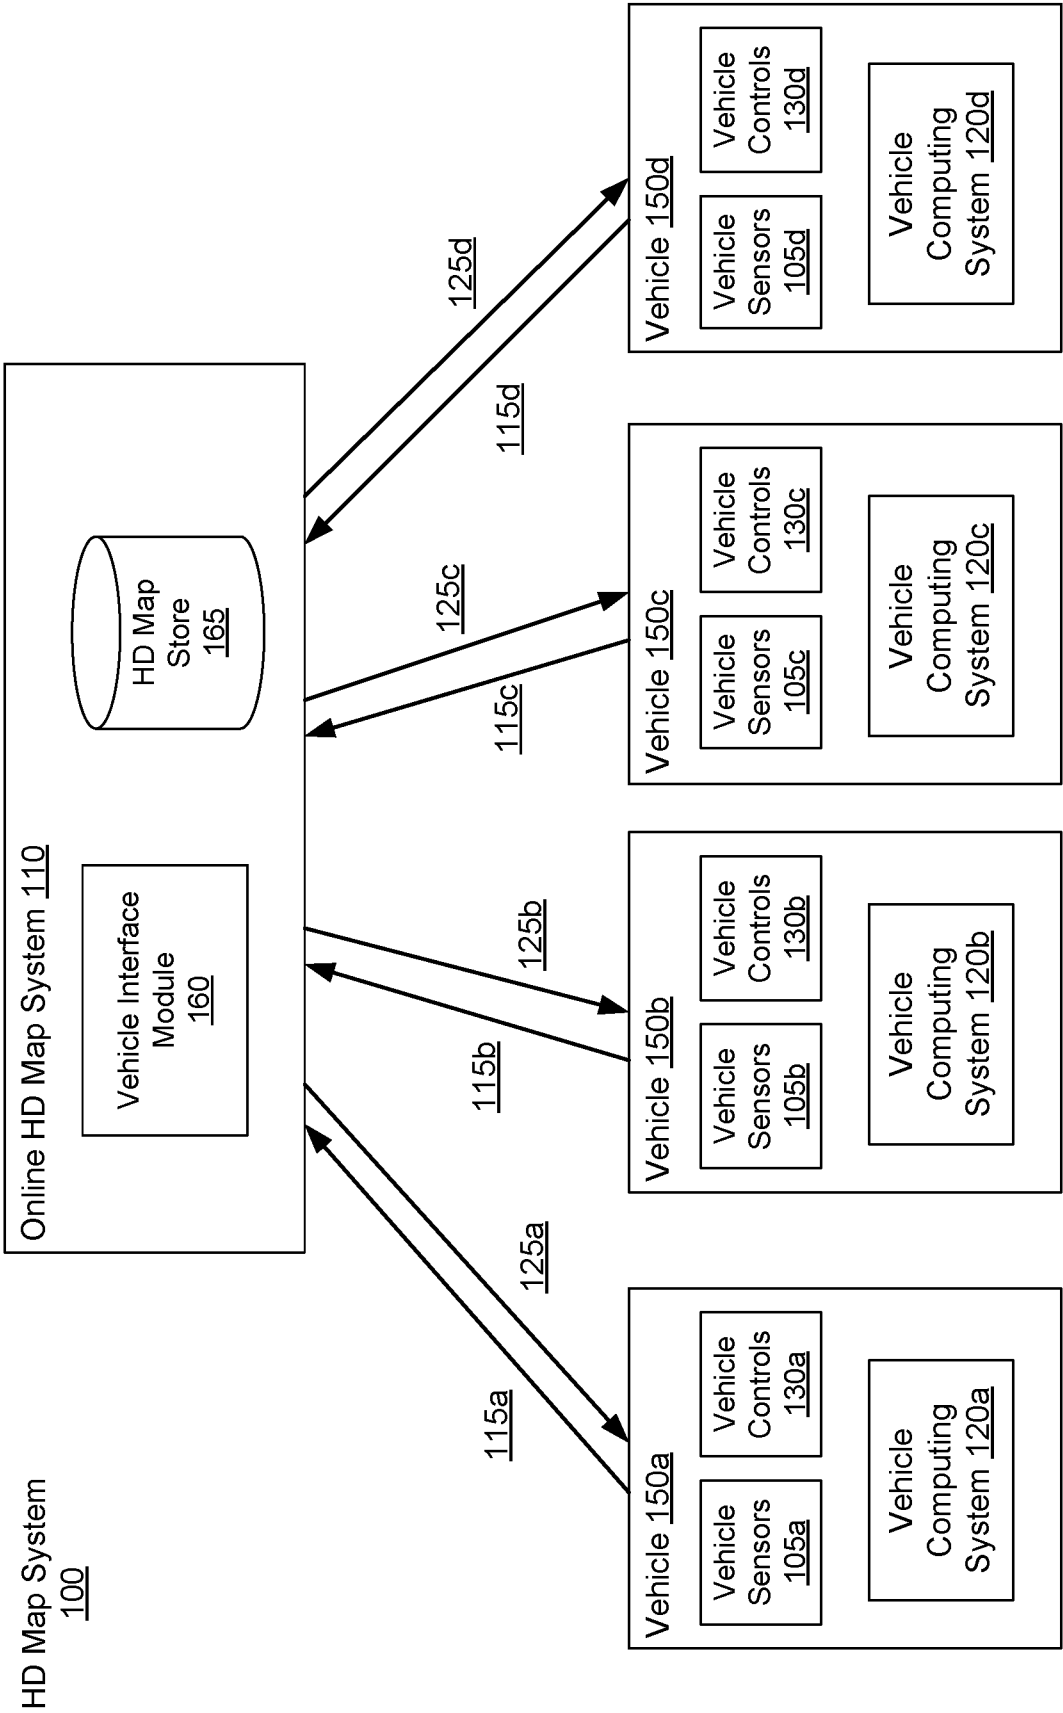 HD Map System
100
Online HD Map System 110
Vehicle Interface
Module
160
HD Map
Store
165
115a
125a
115b
125b
115c
125c
115d
125d
Vehicle 150a
Vehicle
Sensors
105a
Vehicle
Controls
130a
Vehicle
Computing
System 120a
Vehicle 150b
Vehicle
Sensors
105b
Vehicle
Controls
130b
Vehicle
Computing
System 120b
Vehicle 150c
Vehicle
Sensors
105c
Vehicle
Controls
130c
Vehicle
Computing
System 120c
Vehicle 150d
Vehicle
Sensors
105d
Vehicle
Controls
130d
Vehicle
Computing
System 120d